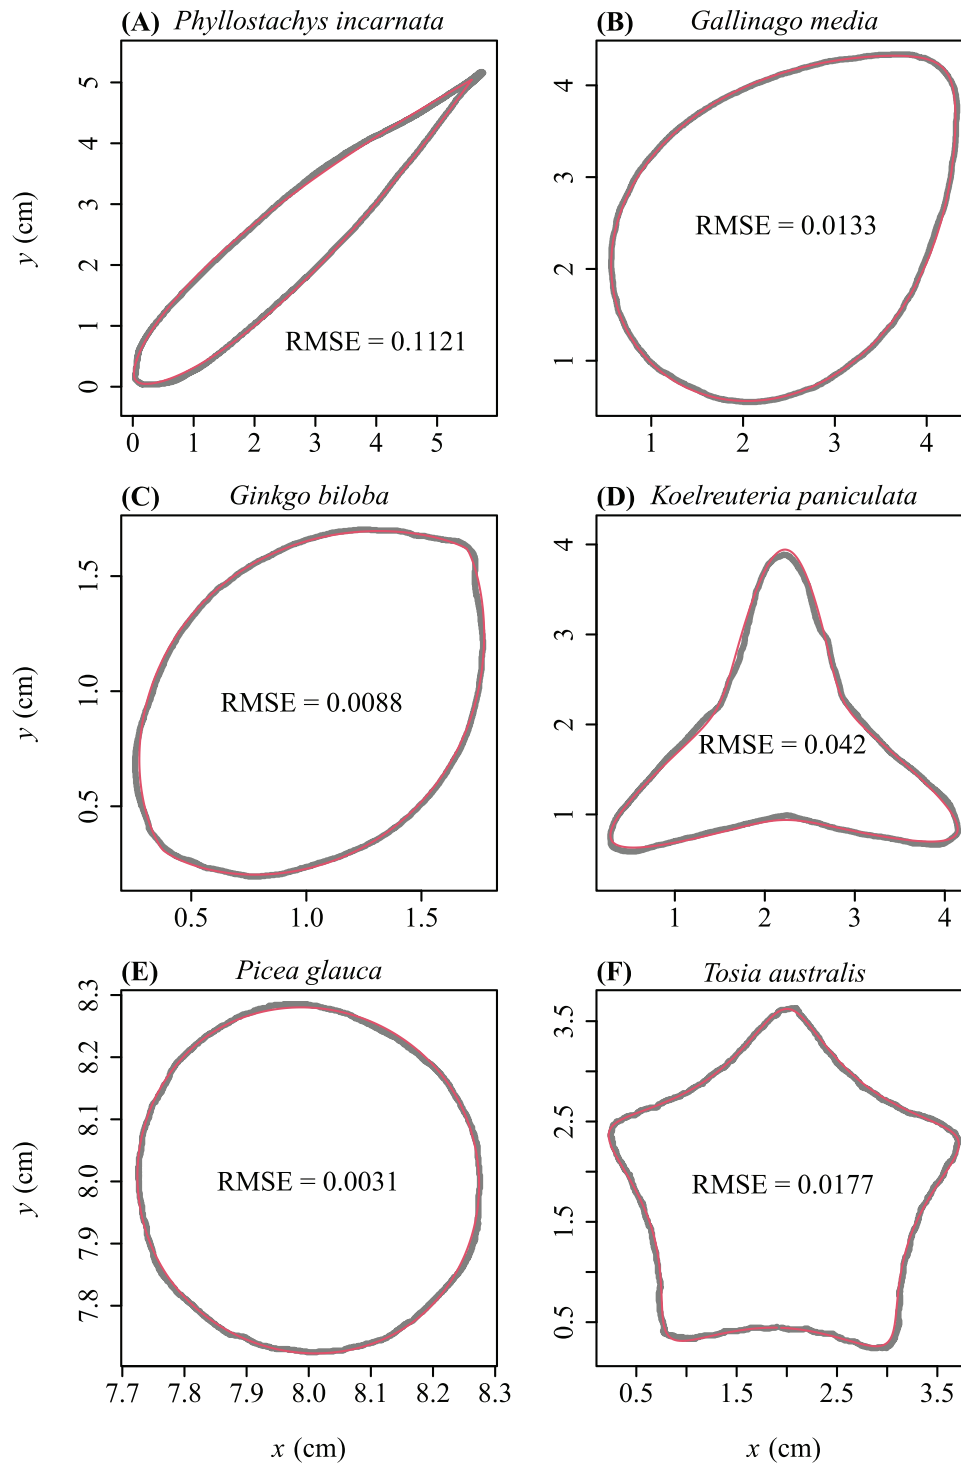 (A) Phyllostachys incarnata
y (cm)
5
4
3
2
1
0
RMSE = 0.1121
0 1 2 3 4 5
(B) Gallinago media
4
3
2
1
RMSE = 0.0133
1 2 3 4
(C) Ginkgo biloba
y (cm)
1.5
1.0
0.5
RMSE = 0.0088
0.5 1.0 1.5
(D) Koelreuteria paniculata
4
3
2
1
RMSE = 0.042
1 2 3 4
(E) Picea glauca
y (cm)
8.3
8.2
8.1
8.0
7.9
7.8
RMSE = 0.0031
7.7 7.8 7.9 8.0 8.1 8.2 8.3
x (cm)
(F) Tosia australis
3.5
2.5
1.5
0.5
RMSE = 0.0177
0.5 1.5 2.5 3.5
x (cm)